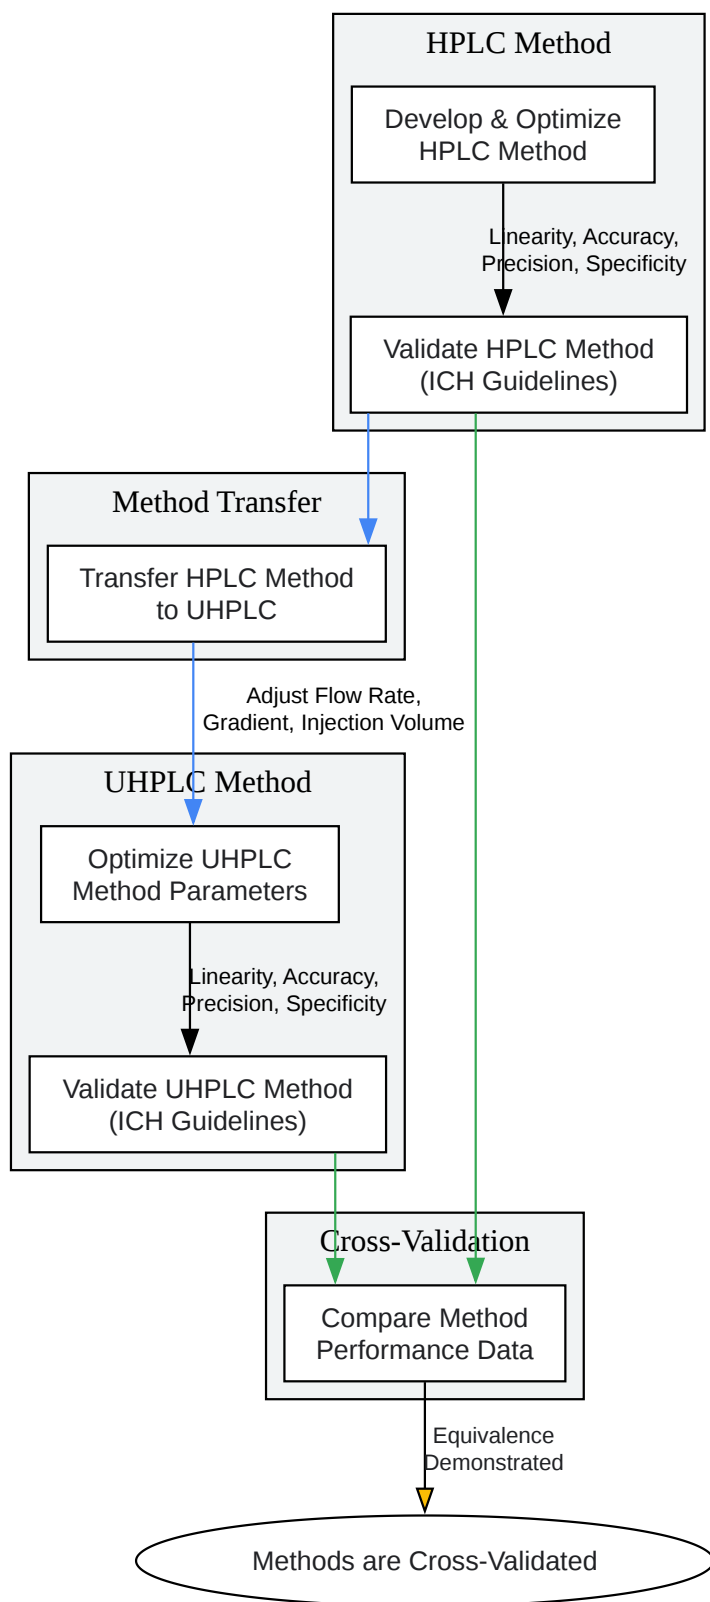 HPLC Method
Develop & Optimize
HPLC Method
Linearity, Accuracy,
Precision, Specificity
Validate HPLC Method
(ICH Guidelines)
Method Transfer
Transfer HPLC Method
to UHPLC
Adjust Flow Rate,
Gradient, Injection Volume
UHPLC Method
Optimize UHPLC
Method Parameters
Linearity, Accuracy,
Precision, Specificity
Validate UHPLC Method
(ICH Guidelines)
Cross-Validation
Compare Method
Performance Data
Equivalence
Demonstrated
Methods are Cross-Validated